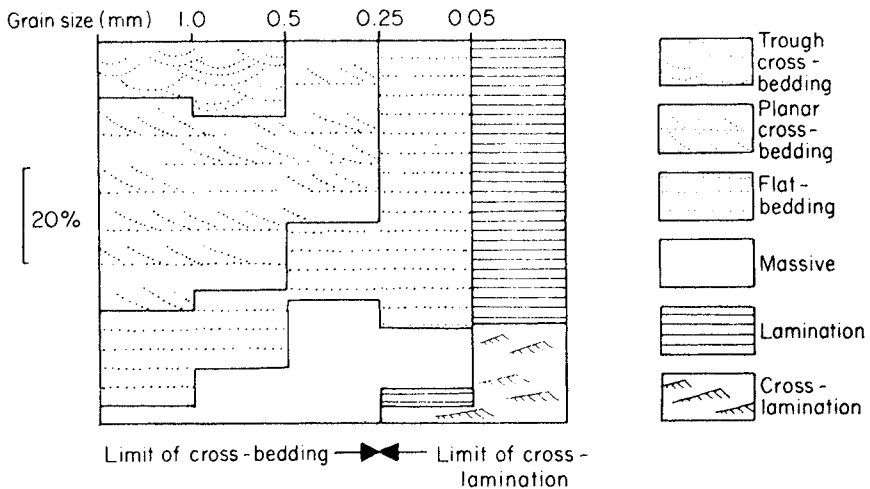 Grain size (mm) 1.0 0.5 0.25 0 05
20%
Limit of cross-bedding
Limit of cross-
lamination
Trough
cross-
bedding
Planar
cross-
bedding
Flat-
bedding
Massive
Lamination
Cross-
lamination